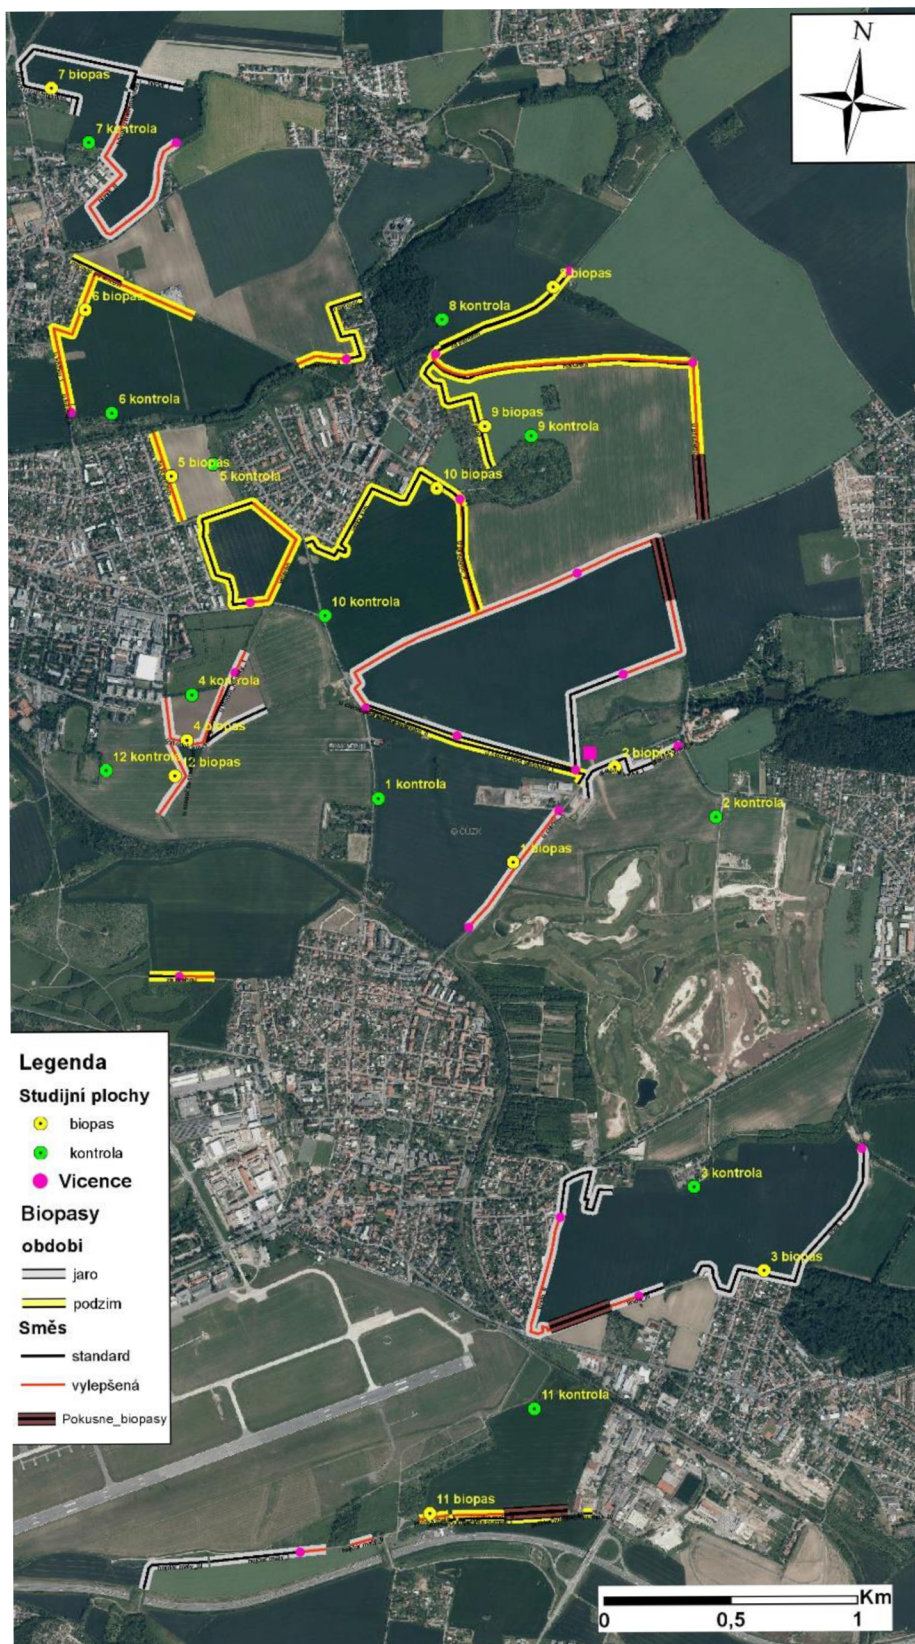 N
7 biopas
7 kontrola
8 biopas
6 biopas
8 kontrola
6 kontrola
9 biopas
9 kontrola
5 biopas
5 kontrola
10 biopas
10 kontrola
4 kontrola
4 biopas
12 kontrola
12 biopas
2 biopas
1 kontrola
2 kontrola
© ČÚZK
1 biopas
Legenda
Studijní plochy
biopas
kontrola
Vicence
Biopasy
obdobi
jaro
podzim
Směs
standard
vylepšená
Pokusne_biopasy
3 kontrola
3 biopas
11 kontrola
11 biopas
Km
0 0,5 1